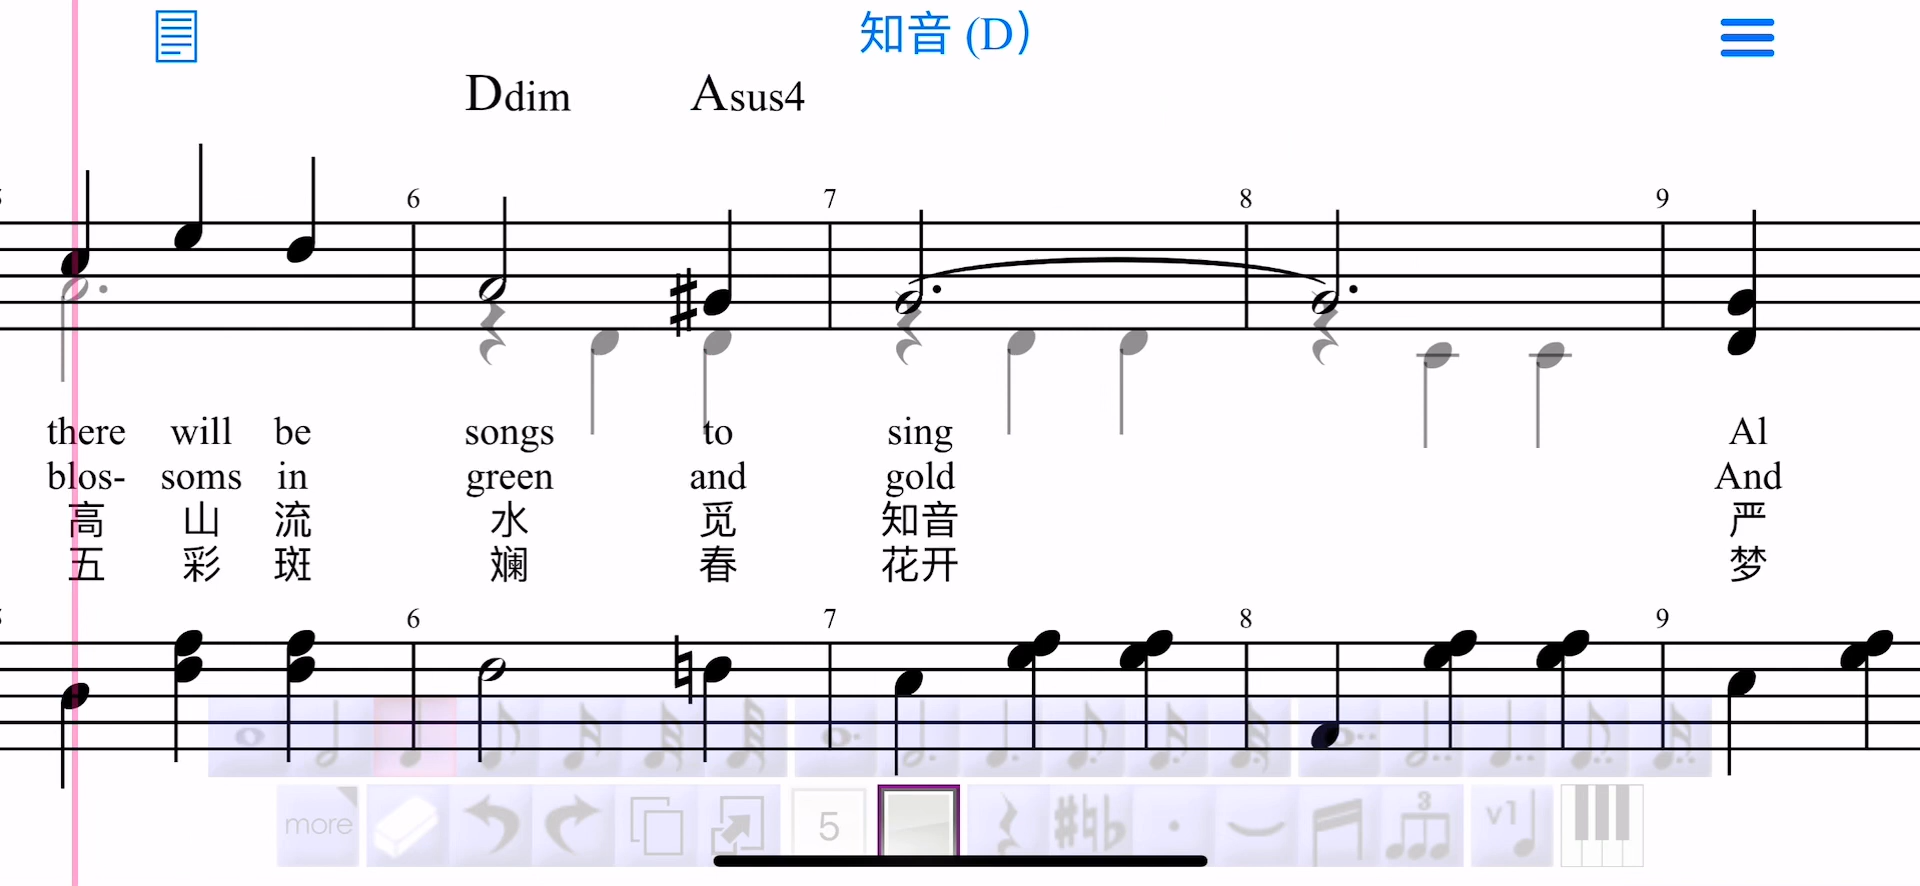 知音 (D)
Ddim Asus4
6 7 8 9
there will be songs to sing Al
blos- soms in green and gold And
高 山 流 水 觅 知音 严
五 彩 斑 斓 春 花开 梦
6 7 8 9
more 5 3 v1